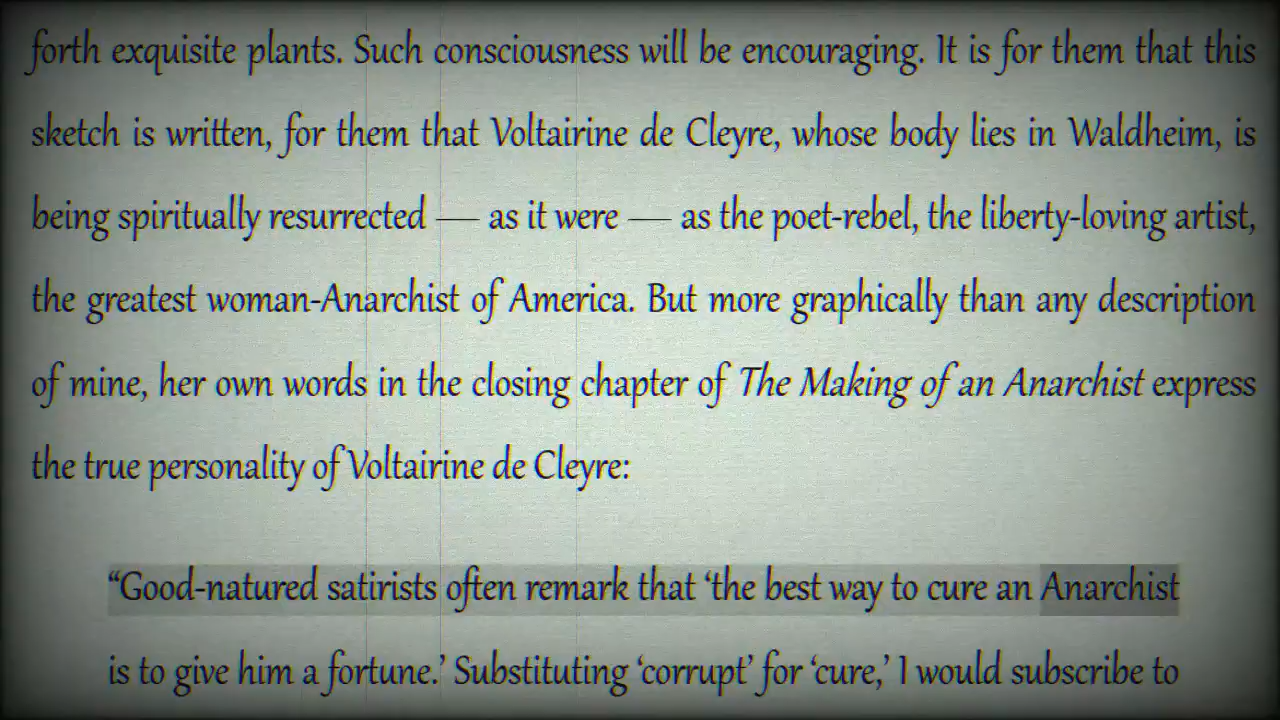 forth exquisite plants. Such consciousness will be encouraging. It is for them that this
sketch is written, for them that Voltairine de Cleyre, whose body lies in Waldheim, is
being spiritually resurrected — as it were — as the poet-rebel, the liberty-loving artist,
the greatest woman-Anarchist of America. But more graphically than any description
of mine, her own words in the closing chapter of The Making of an Anarchist express
the true personality of Voltairine de Cleyre:
“Good-natured satirists often remark that ‘the best way to cure an Anarchist
is to give him a fortune.’ Substituting ‘corrupt’ for ‘cure,’ I would subscribe to